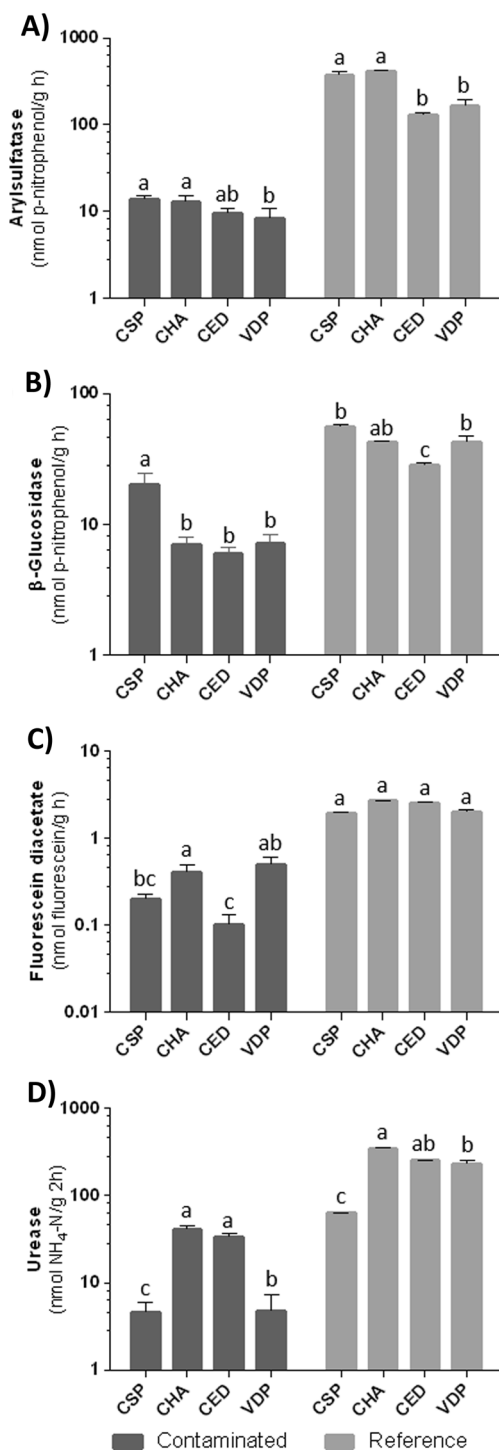 A)
Arylsulfatase
(nmol p-nitrophenol/g h)
1000
100
10
1
a a ab b
a a b b
CSP CHA CED VDP CSP CHA CED VDP
B)
β-Glucosidase
(nmol p-nitrophenol/g h)
100
10
1
a b b b
b ab c b
CSP CHA CED VDP CSP CHA CED VDP
C)
Fluorescein diacetate
(nmol fluorescein/g h)
10
1
0.1
0.01
bc a c ab
a a a a
CSP CHA CED VDP CSP CHA CED VDP
D)
Urease
(nmol NH₄-N/g 2h)
1000
100
10
1
c a a b
c a ab b
CSP CHA CED VDP CSP CHA CED VDP
Contaminated Reference